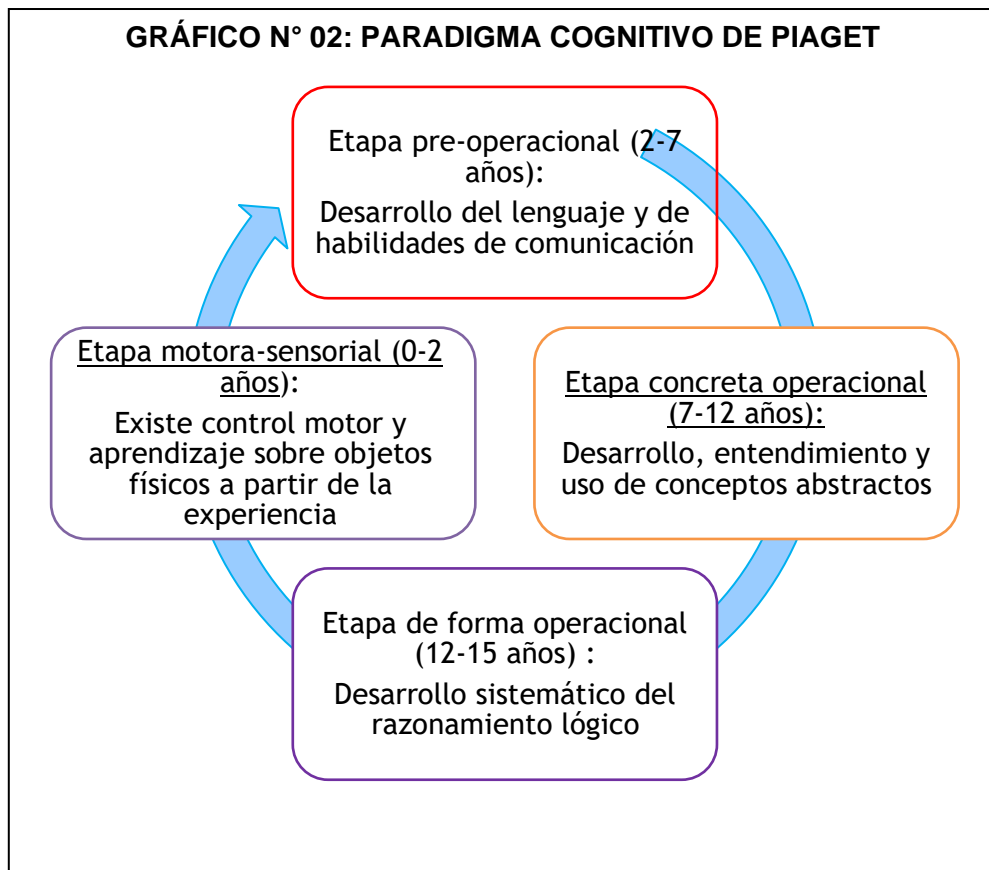 GRÁFICO N° 02: PARADIGMA COGNITIVO DE PIAGET
Etapa pre-operacional (2-7
años):
Desarrollo del lenguaje y de
habilidades de comunicación
Etapa motora-sensorial (0-2
años):
Existe control motor y
aprendizaje sobre objetos
físicos a partir de la
experiencia
Etapa concreta operacional
(7-12 años):
Desarrollo, entendimiento y
uso de conceptos abstractos
Etapa de forma operacional
(12-15 años) :
Desarrollo sistemático del
razonamiento lógico